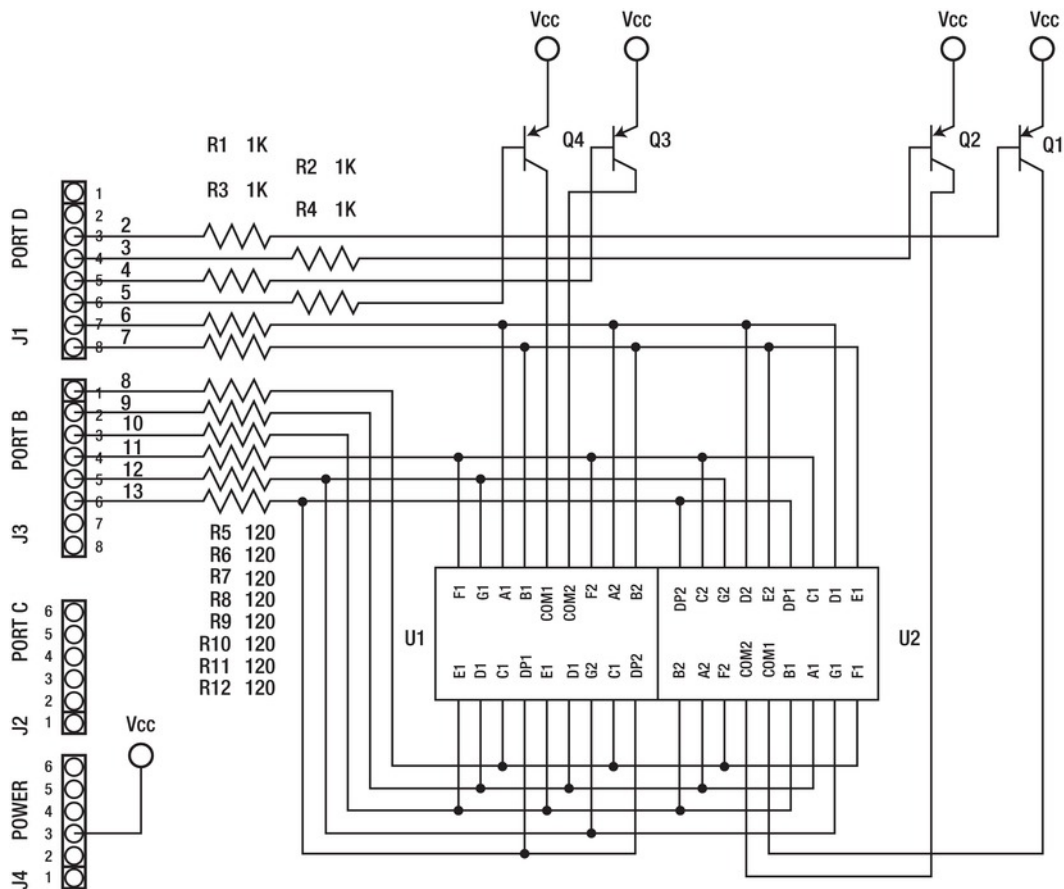 Vcc Vcc Vcc Vcc
Q4 Q3 Q2 Q1
R1 1K
R2 1K
R3 1K
R4 1K
PORT D
J1
1
2
3
4
5
6
7
8
2
3
4
5
6
7
PORT B
J3
1
2
3
4
5
6
7
8
8
9
10
11
12
13
R5 120
R6 120
R7 120
R8 120
R9 120
R10 120
R11 120
R12 120
PORT C
J2
6
5
4
3
2
1
Vcc
POWER
J4
6
5
4
3
2
1
U1
F1 G1 A1 B1 COM1 COM2 F2 A2 B2
E1 D1 C1 DP1 E1 D1 G2 C1 DP2
DP2 C2 G2 D2 E2 DP1 C1 D1 E1
B2 A2 F2 COM2 COM1 B1 A1 G1 F1
U2